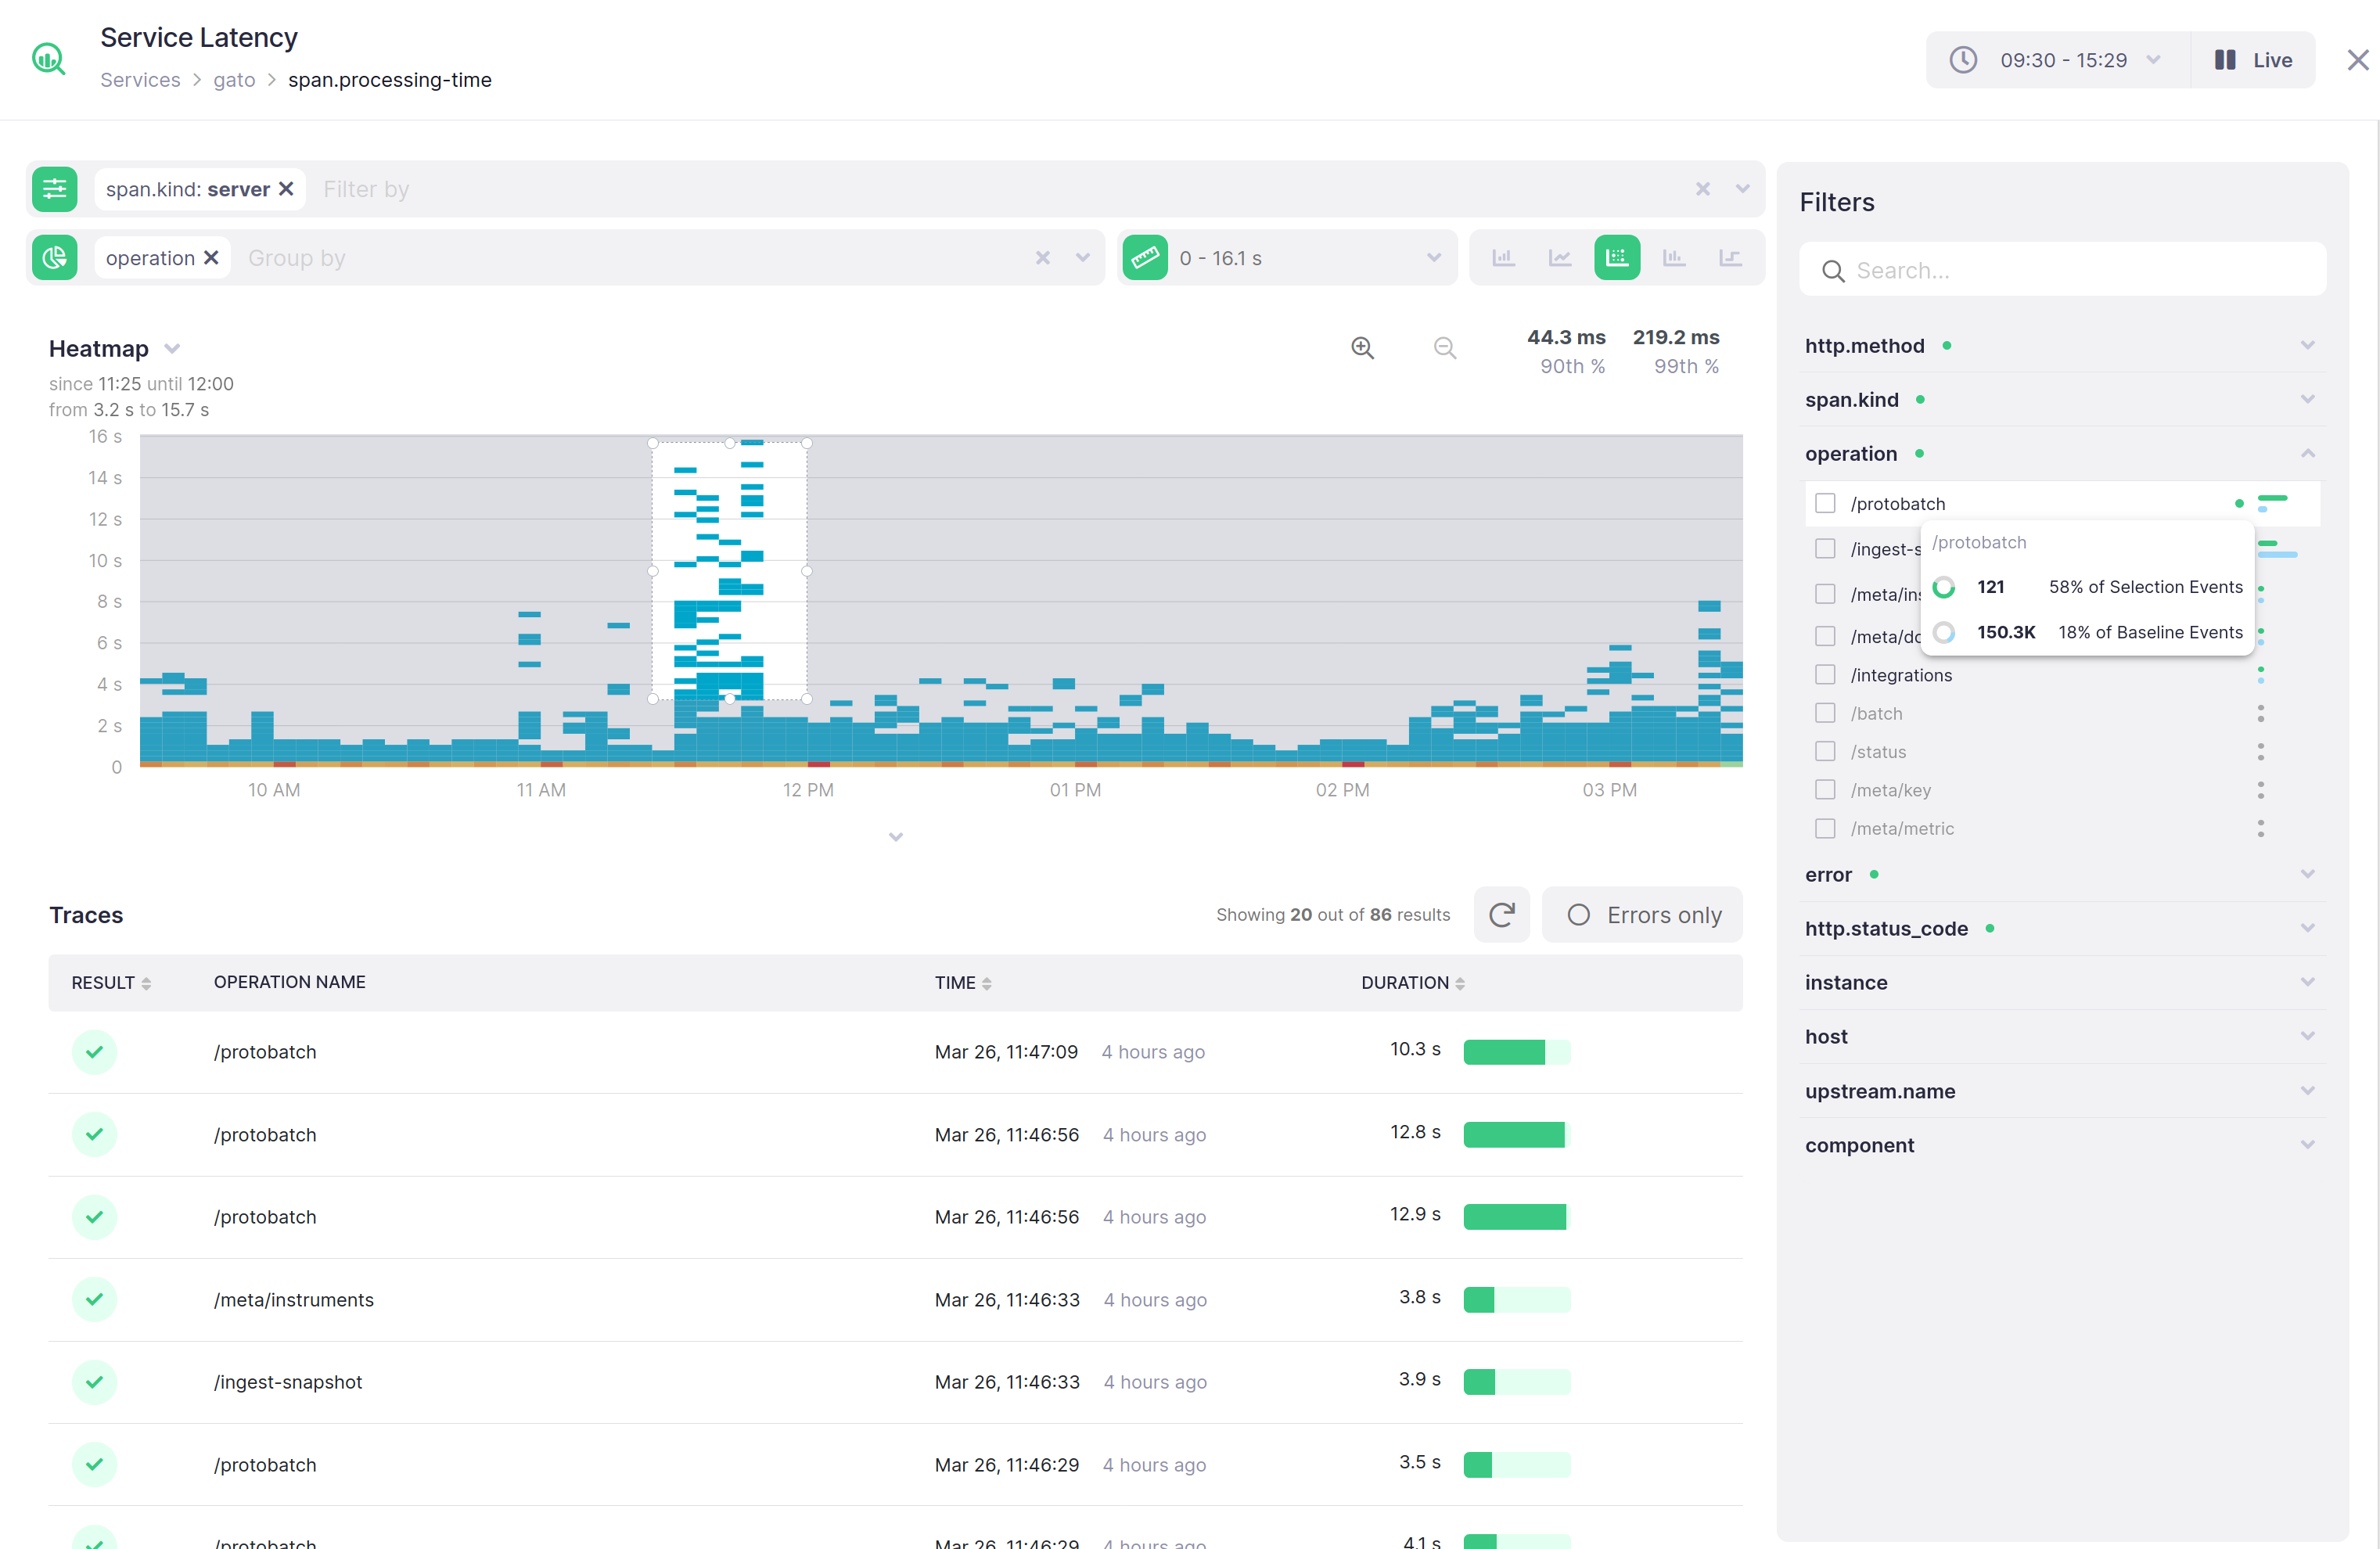 Service Latency
Services > gato > span.processing-time
09:30 - 15:29
Live
span.kind: server
Filter by
operation
Group by
0 - 16.1 s
Heatmap
since 11:25 until 12:00
from 3.2 s to 15.7 s
44.3 ms
90th %
219.2 ms
99th %
16 s
14 s
12 s
10 s
8 s
6 s
4 s
2 s
0
10 AM
11 AM
12 PM
01 PM
02 PM
03 PM
Traces
Showing 20 out of 86 results
Errors only
RESULT OPERATION NAME TIME DURATION
/protobatch Mar 26, 11:47:09 4 hours ago 10.3 s
/protobatch Mar 26, 11:46:56 4 hours ago 12.8 s
/protobatch Mar 26, 11:46:56 4 hours ago 12.9 s
/meta/instruments Mar 26, 11:46:33 4 hours ago 3.8 s
/ingest-snapshot Mar 26, 11:46:33 4 hours ago 3.9 s
/protobatch Mar 26, 11:46:29 4 hours ago 3.5 s
/protobatch Mar 26, 11:46:29 4 hours ago 4.1 s
Filters
Search...
http.method
span.kind
operation
/protobatch
/ingest-s
/meta/ins
/meta/do
/protobatch
121 58% of Selection Events
150.3K 18% of Baseline Events
/integrations
/batch
/status
/meta/key
/meta/metric
error
http.status_code
instance
host
upstream.name
component